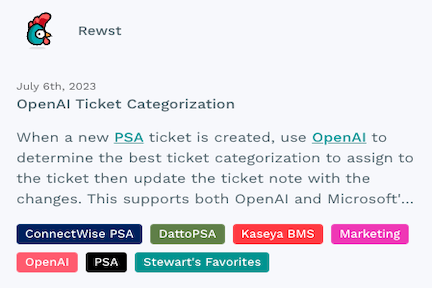 Rewst
July 6th, 2023
OpenAI Ticket Categorization
When a new PSA ticket is created, use OpenAI to
determine the best ticket categorization to assign to
the ticket then update the ticket note with the
changes. This supports both OpenAI and Microsoft'...
ConnectWise PSA DattoPSA Kaseya BMS Marketing
OpenAI PSA Stewart's Favorites